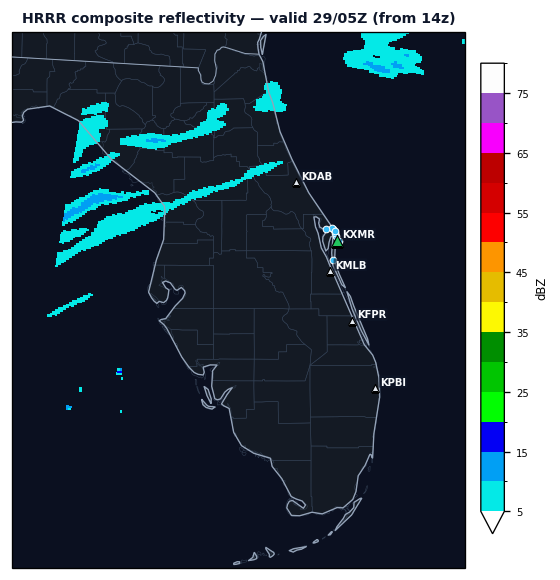 HRRR composite reflectivity — valid 29/05Z (from 14z)
KDAB
KXMR
KMLB
KFPR
KPBI
75
65
55
45
35
25
15
5
dBZ